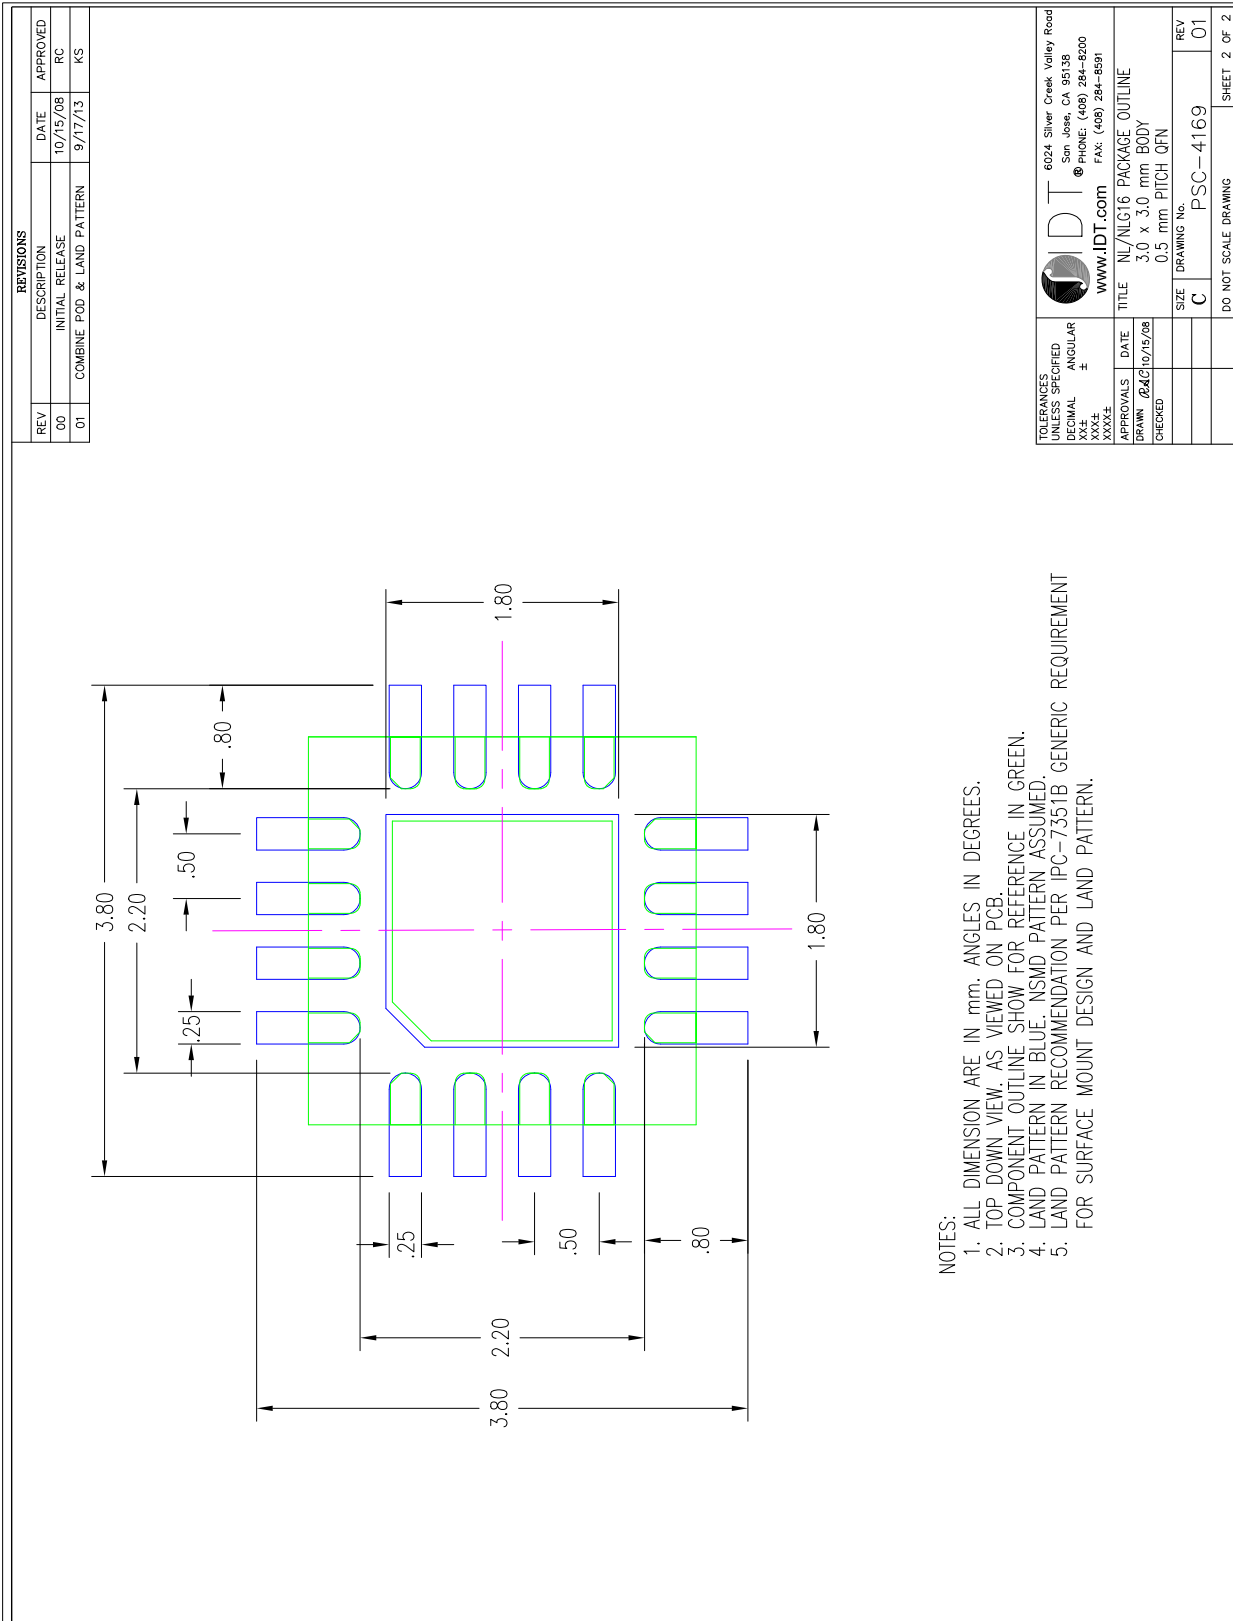 REVISIONS
REV DESCRIPTION DATE APPROVED
00 INITIAL RELEASE 10/15/08 RC
01 COMBINE POD & LAND PATTERN 9/17/13 KS
3.80
2.20
.25
.50
.80
1.80
1.80
.25
.50
.80
2.20
3.80
NOTES:
1. ALL DIMENSION ARE IN mm. ANGLES IN DEGREES.
2. TOP DOWN VIEW. AS VIEWED ON PCB.
3. COMPONENT OUTLINE SHOW FOR REFERENCE IN GREEN.
4. LAND PATTERN IN BLUE. NSMD PATTERN ASSUMED.
5. LAND PATTERN RECOMMENDATION PER IPC-7351B GENERIC REQUIREMENT
FOR SURFACE MOUNT DESIGN AND LAND PATTERN.
TOLERANCES
UNLESS SPECIFIED
DECIMAL ANGULAR
XX± ±
XXX±
XXXX±
APPROVALS DATE
DRAWN RAC 10/15/08
CHECKED
IDT ®
www.IDT.com
6024 Silver Creek Valley Road
San Jose, CA 95138
PHONE: (408) 284-8200
FAX: (408) 284-8591
TITLE NL/NLG16 PACKAGE OUTLINE
3.0 x 3.0 mm BODY
0.5 mm PITCH QFN
SIZE DRAWING No. REV
C PSC-4169 01
DO NOT SCALE DRAWING SHEET 2 OF 2